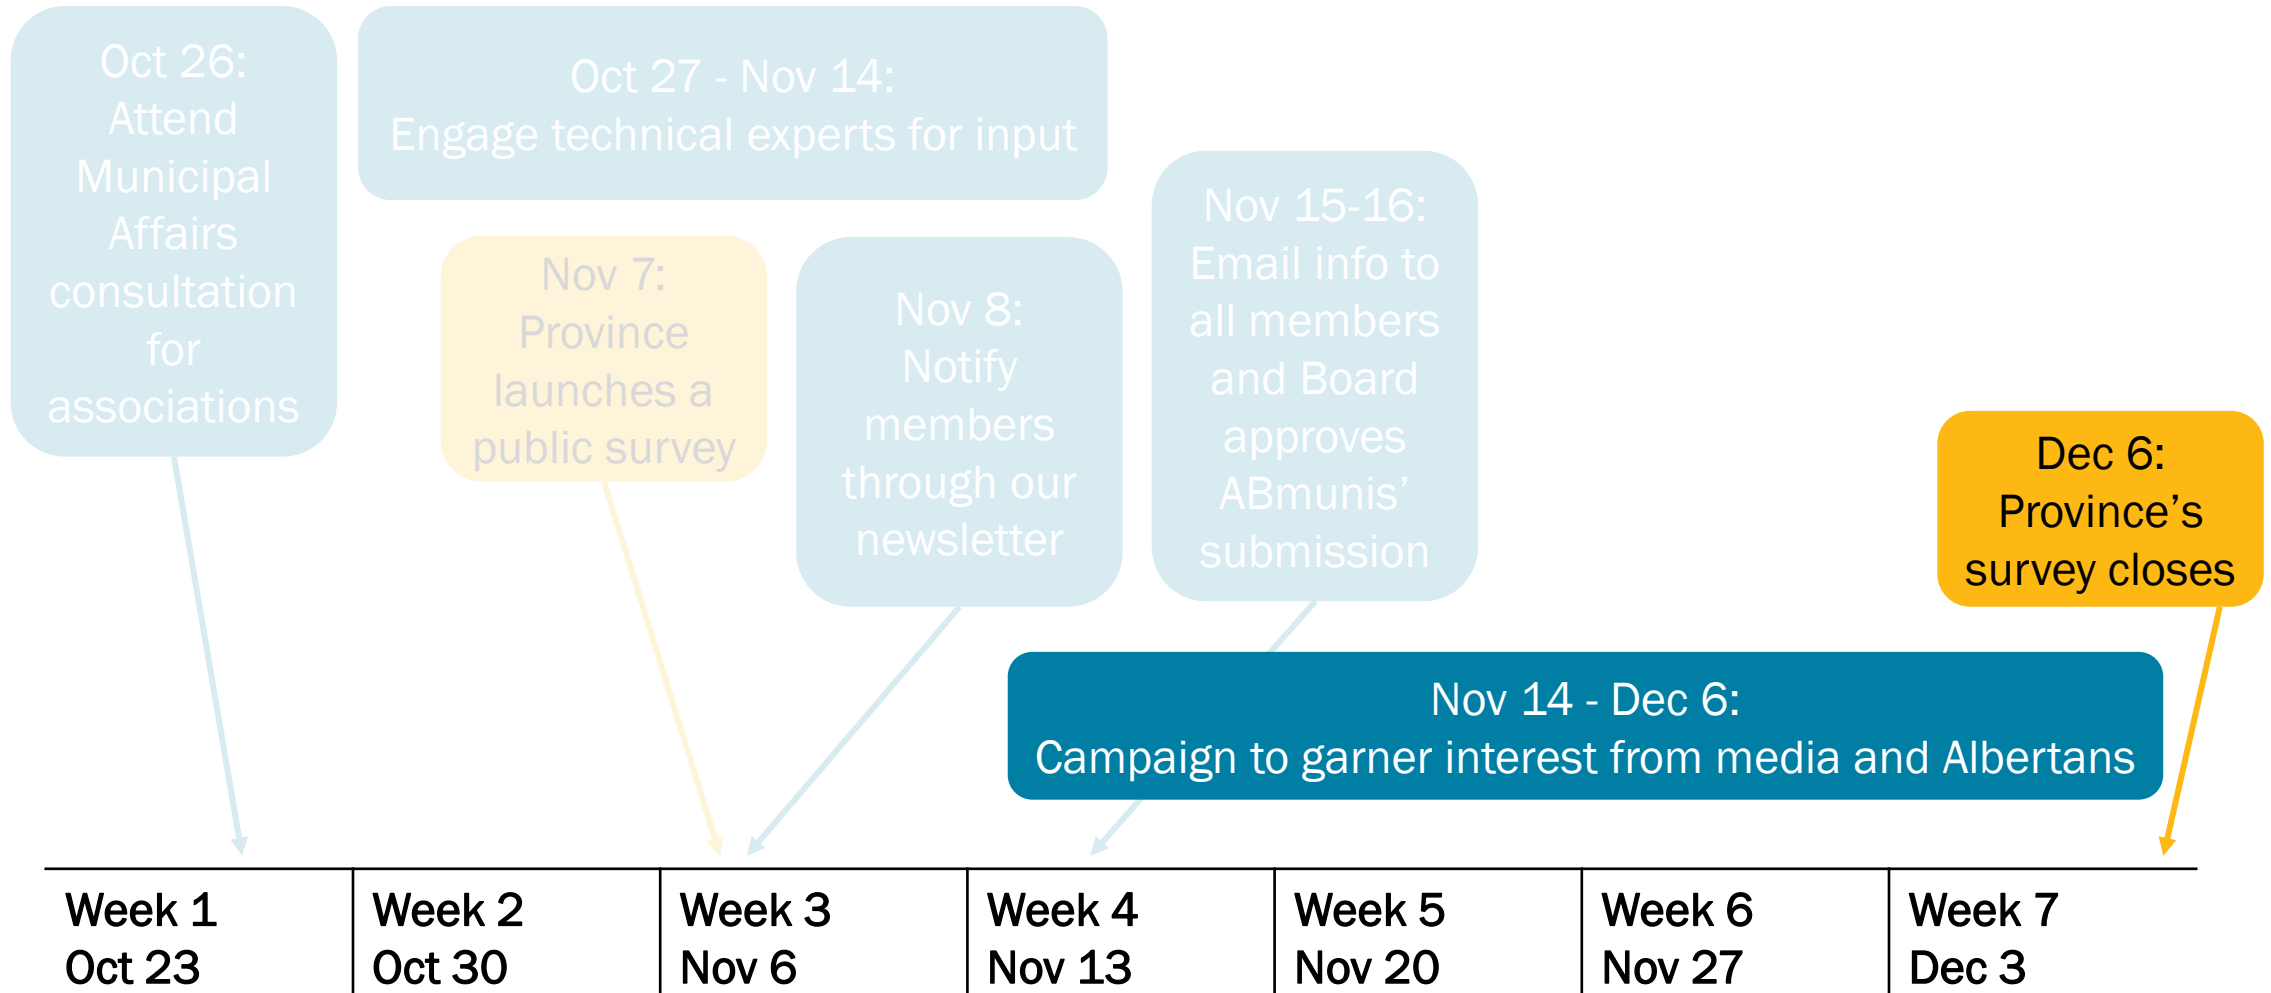 Oct 26:
Attend
Municipal
Affairs
consultation
for
associations
Oct 27 - Nov 14:
Engage technical experts for input
Nov 7:
Province
launches a
public survey
Nov 8:
Notify
members
through our
newsletter
Nov 15-16:
Email info to
all members
and Board
approves
ABmunis’
submission
Dec 6:
Province’s
survey closes
Nov 14 - Dec 6:
Campaign to garner interest from media and Albertans
Week 1
Oct 23
Week 2
Oct 30
Week 3
Nov 6
Week 4
Nov 13
Week 5
Nov 20
Week 6
Nov 27
Week 7
Dec 3